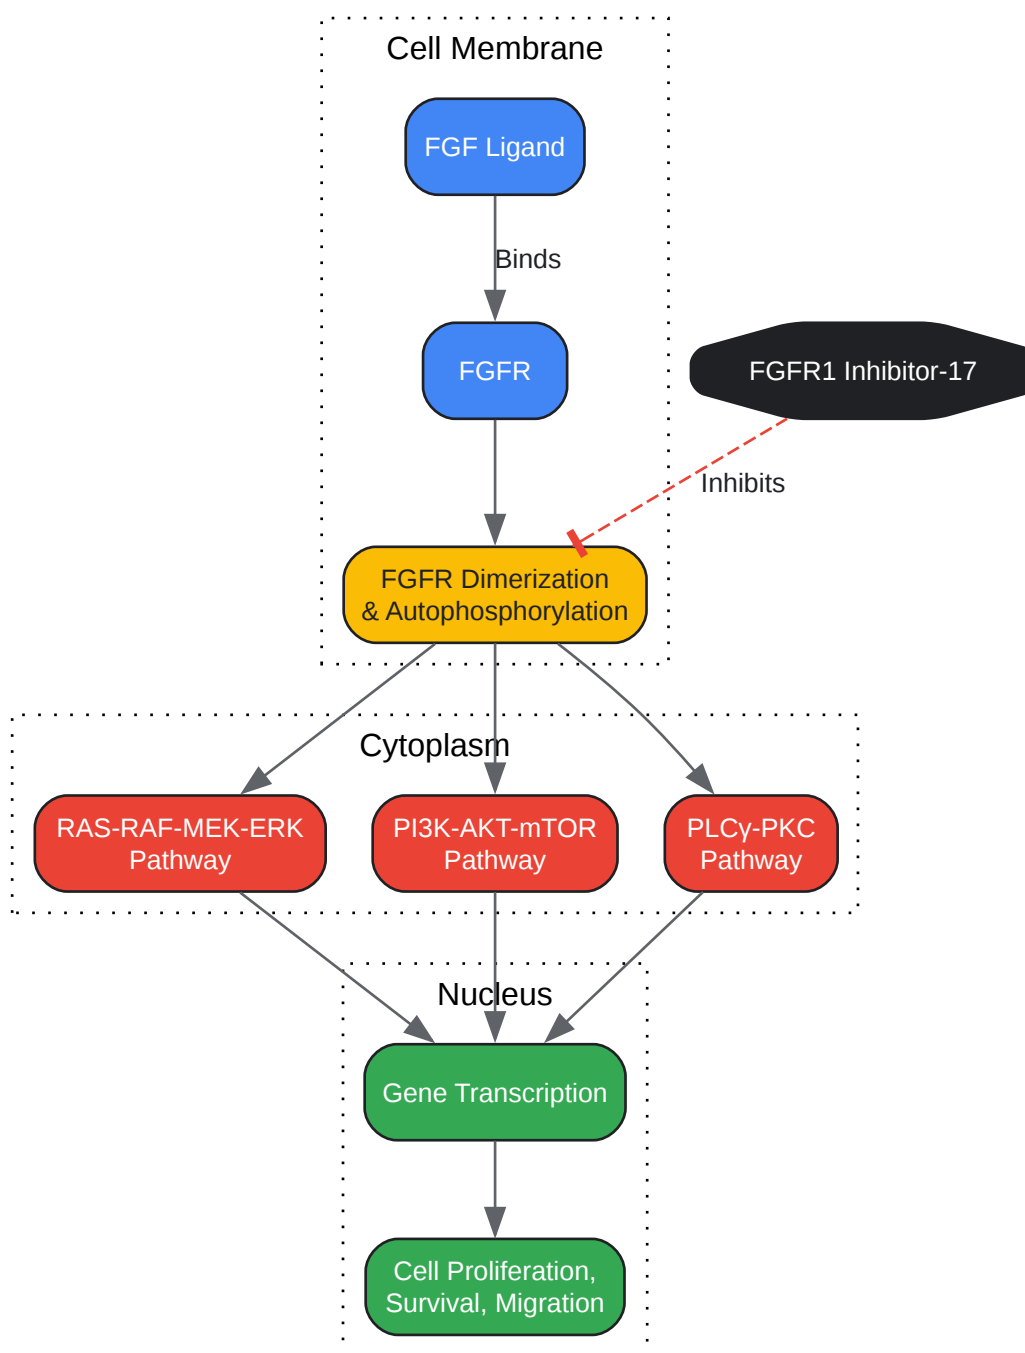 Cell Membrane
FGF Ligand
Binds
FGFR
FGFR1 Inhibitor-17
Inhibits
FGFR Dimerization
& Autophosphorylation
Cytoplasm
RAS-RAF-MEK-ERK
Pathway
PI3K-AKT-mTOR
Pathway
PLCγ-PKC
Pathway
Nucleus
Gene Transcription
Cell Proliferation,
Survival, Migration